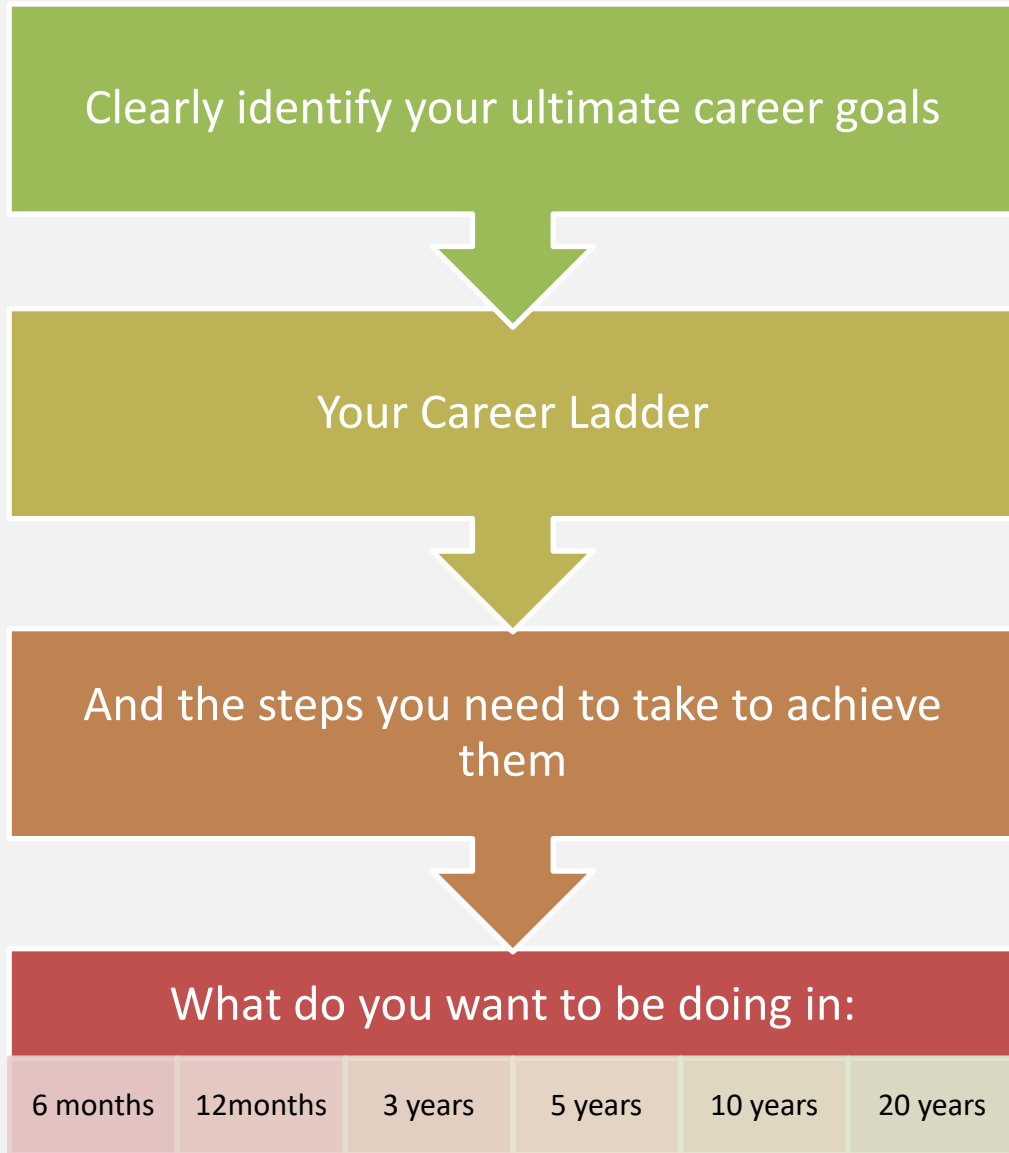 Clearly identify your ultimate career goals
Your Career Ladder
And the steps you need to take to achieve
them
What do you want to be doing in:
6 months 12months 3 years 5 years 10 years 20 years